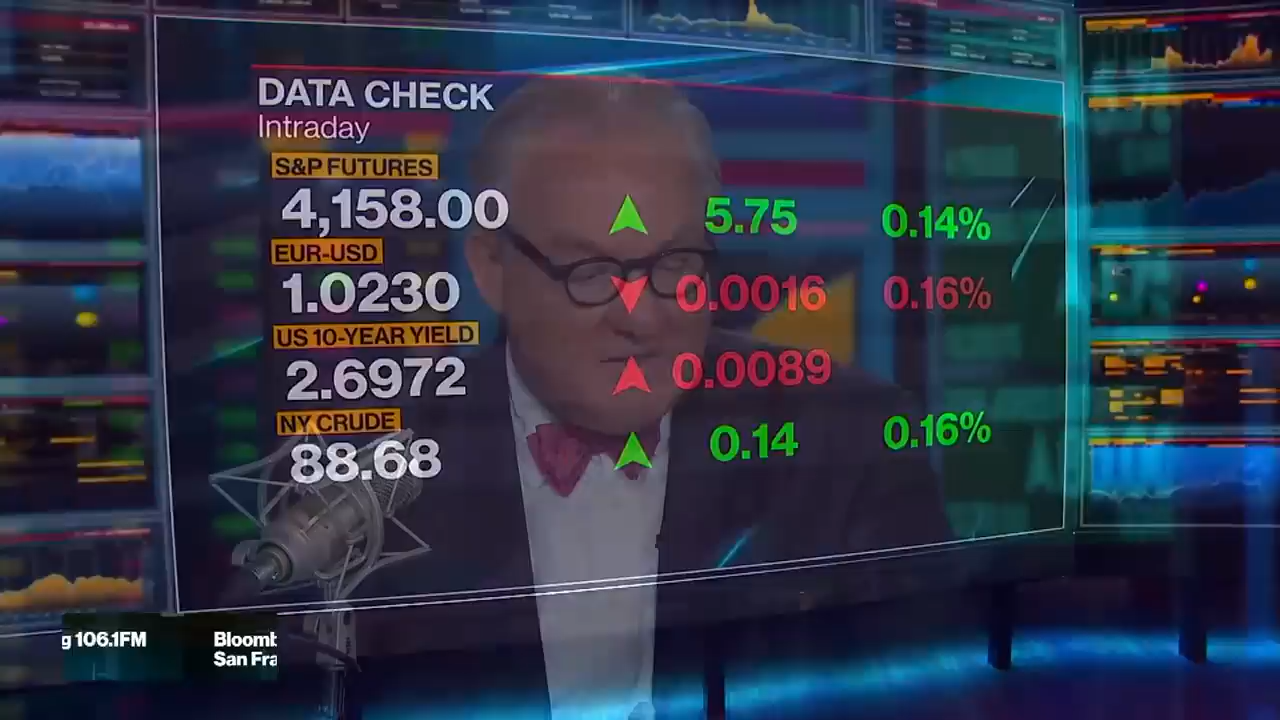 DATA CHECK
Intraday
S&P FUTURES
4,158.00 5.75 0.14%
EUR-USD
1.0230 0.0016 0.16%
US 10-YEAR YIELD
2.6972 0.0089
NY CRUDE
88.68 0.14 0.16%
g 106.1FM
Bloomb
San Fra